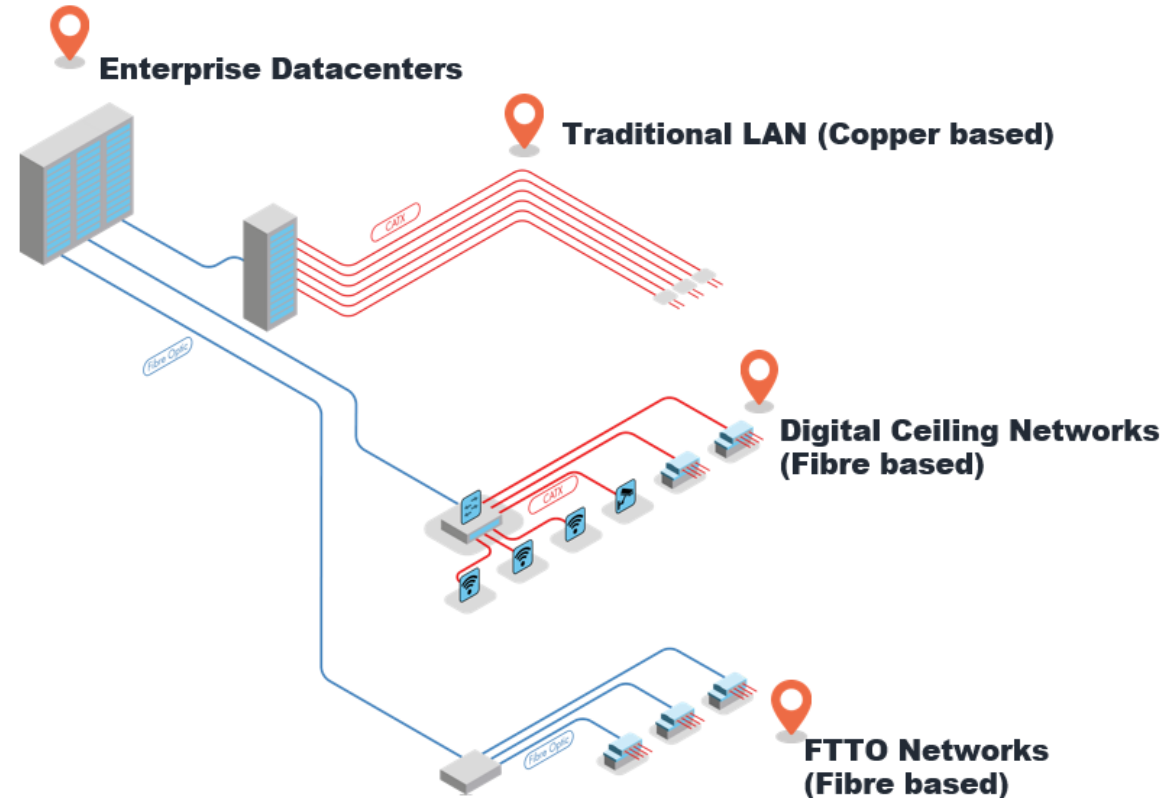 Enterprise Datacenters
Traditional LAN (Copper based)
CATX
Fibre Optic
Digital Ceiling Networks
(Fibre based)
CATX
Fibre Optic
FTTO Networks
(Fibre based)